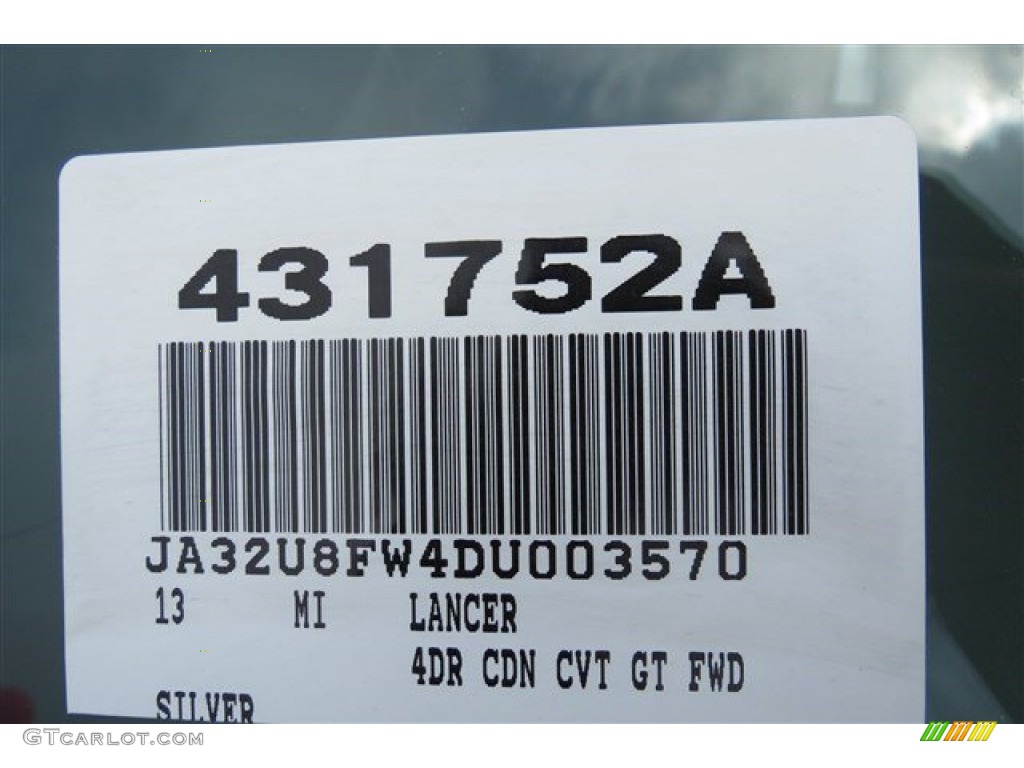 431752A
JA32U8FW4DU003570
13 MI LANCER
4DR CDN CVT GT FWD
SILVER
GTCARLOT.COM